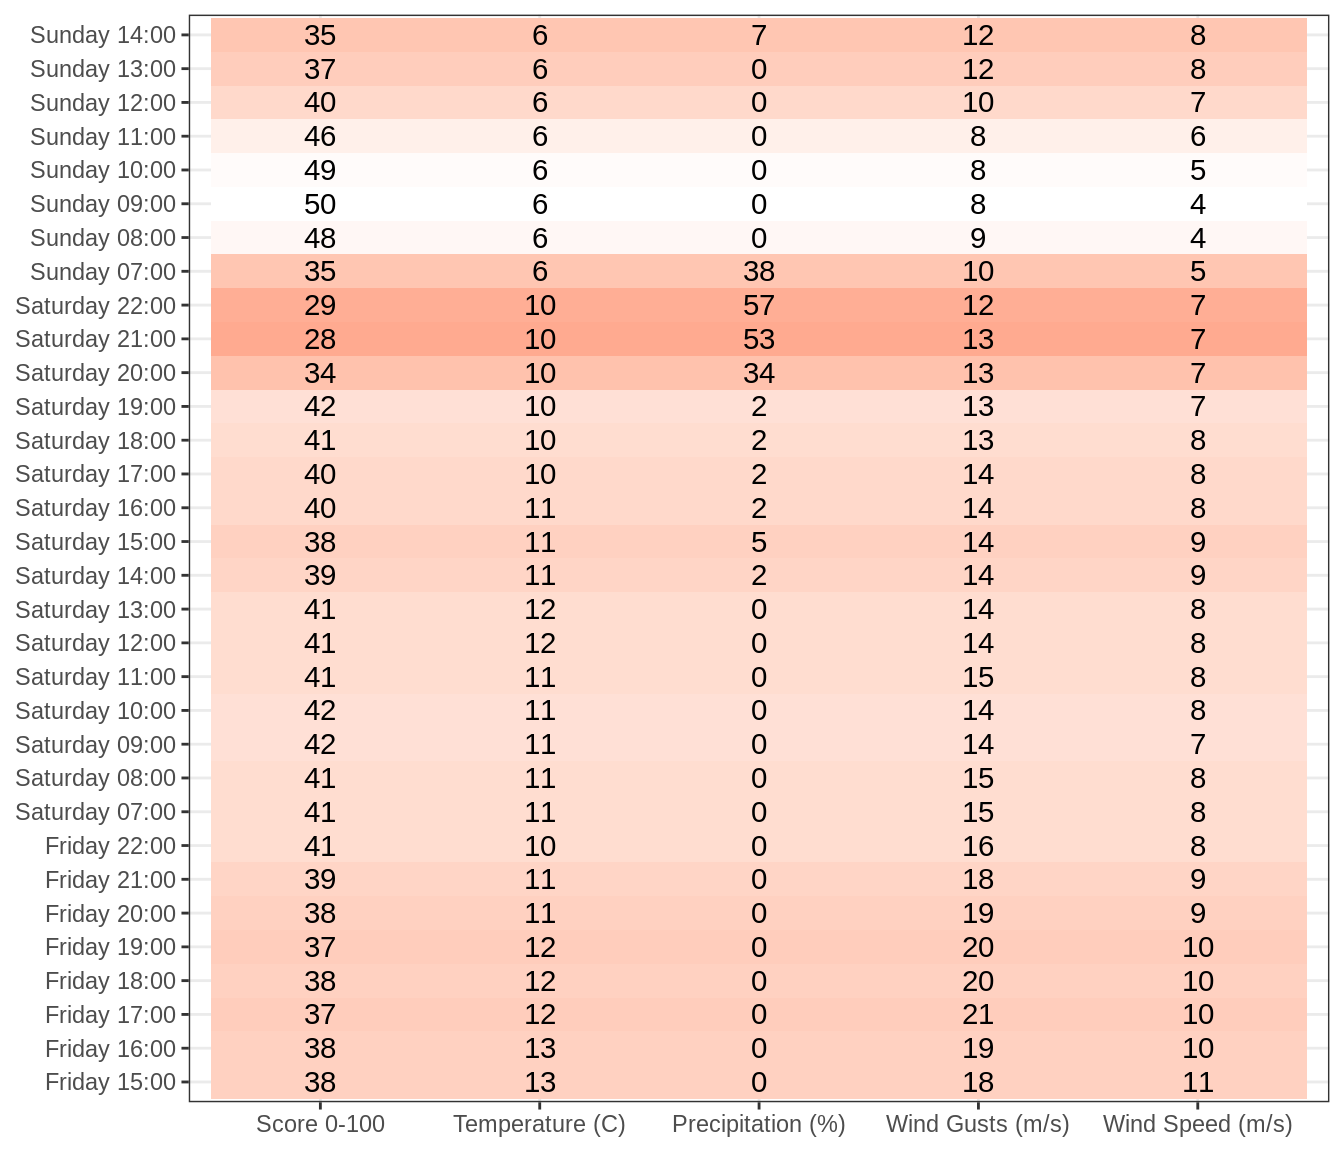 Sunday 14:00 35 6 7 12 8
Sunday 13:00 37 6 0 12 8
Sunday 12:00 40 6 0 10 7
Sunday 11:00 46 6 0 8 6
Sunday 10:00 49 6 0 8 5
Sunday 09:00 50 6 0 8 4
Sunday 08:00 48 6 0 9 4
Sunday 07:00 35 6 38 10 5
Saturday 22:00 29 10 57 12 7
Saturday 21:00 28 10 53 13 7
Saturday 20:00 34 10 34 13 7
Saturday 19:00 42 10 2 13 7
Saturday 18:00 41 10 2 13 8
Saturday 17:00 40 10 2 14 8
Saturday 16:00 40 11 2 14 8
Saturday 15:00 38 11 5 14 9
Saturday 14:00 39 11 2 14 9
Saturday 13:00 41 12 0 14 8
Saturday 12:00 41 12 0 14 8
Saturday 11:00 41 11 0 15 8
Saturday 10:00 42 11 0 14 8
Saturday 09:00 42 11 0 14 7
Saturday 08:00 41 11 0 15 8
Saturday 07:00 41 11 0 15 8
Friday 22:00 41 10 0 16 8
Friday 21:00 39 11 0 18 9
Friday 20:00 38 11 0 19 9
Friday 19:00 37 12 0 20 10
Friday 18:00 38 12 0 20 10
Friday 17:00 37 12 0 21 10
Friday 16:00 38 13 0 19 10
Friday 15:00 38 13 0 18 11
Score 0-100 Temperature (C) Precipitation (%) Wind Gusts (m/s) Wind Speed (m/s)